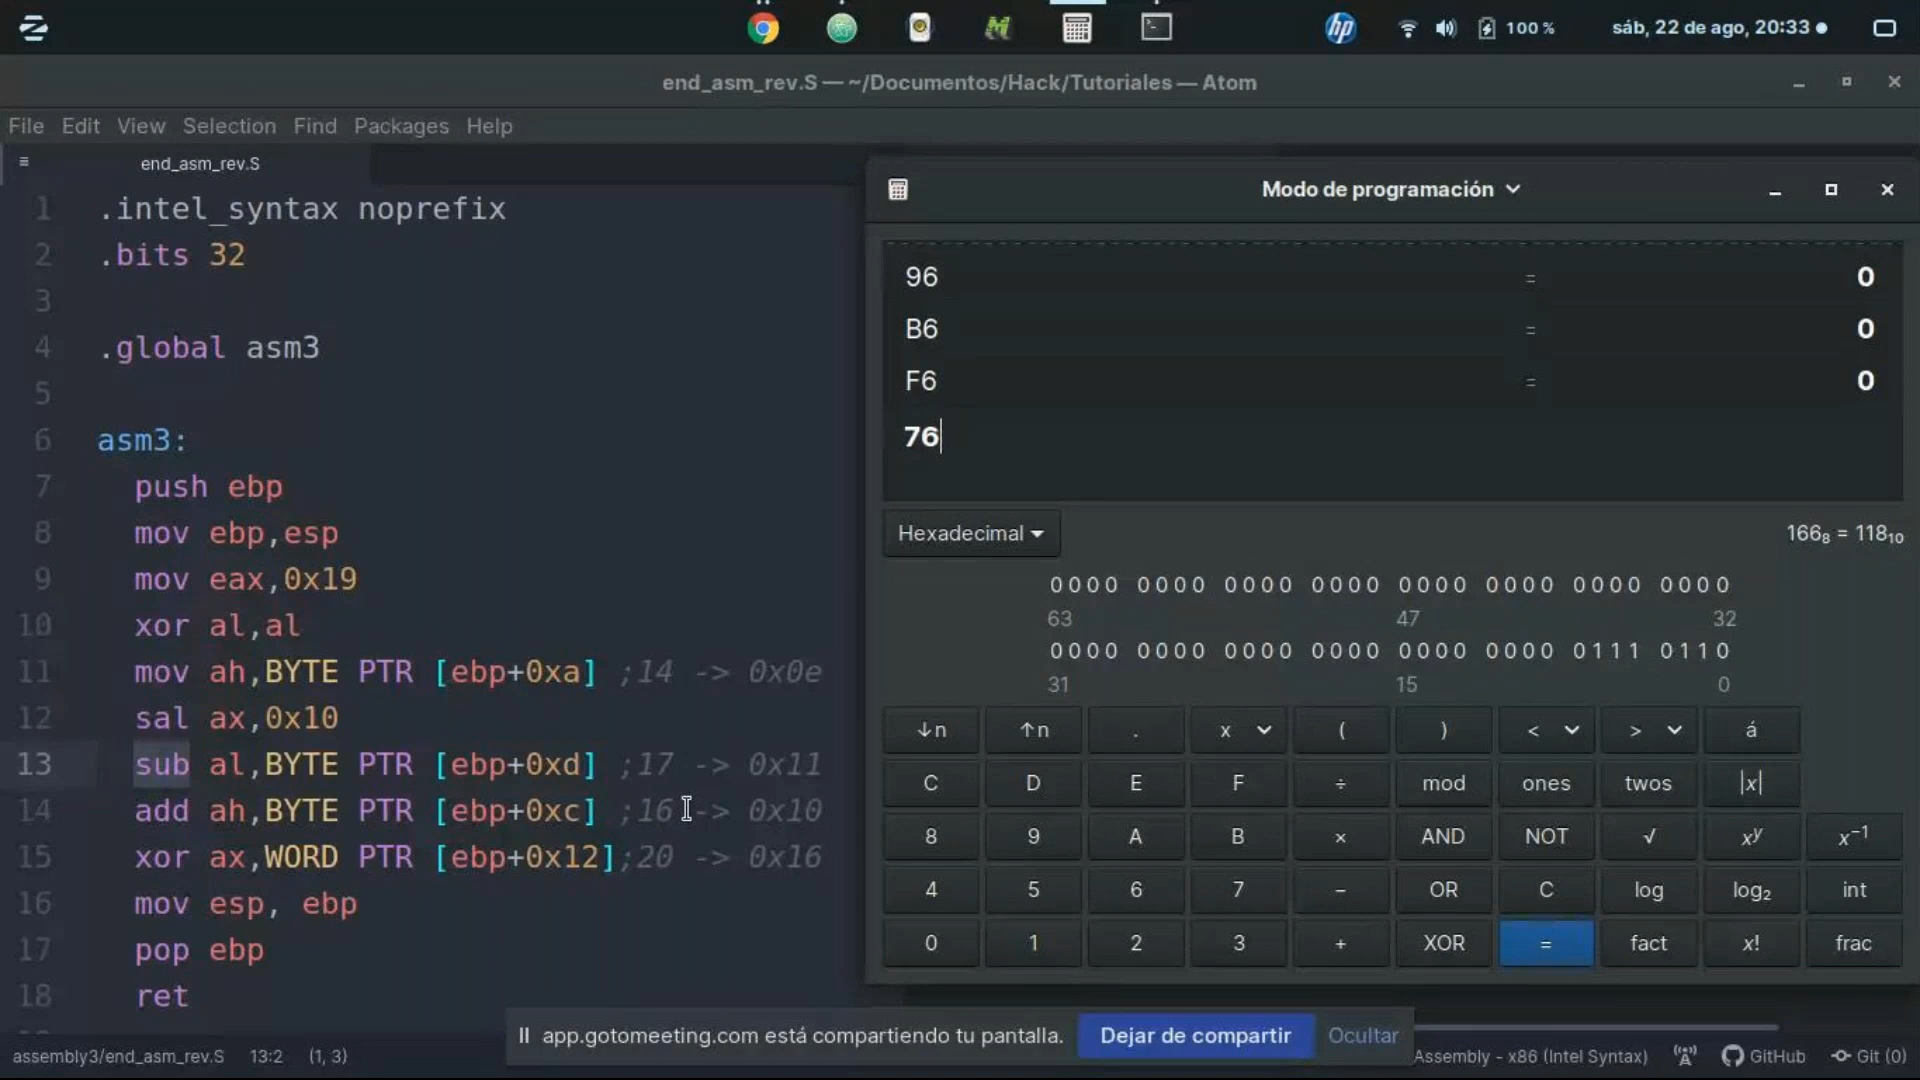 100 %
sáb, 22 de ago, 20:33
end_asm_rev.S — ~/Documentos/Hack/Tutoriales — Atom
File Edit View Selection Find Packages Help
end_asm_rev.S
1 .intel_syntax noprefix
2 .bits 32
3
4 .global asm3
5
6 asm3:
7 push ebp
8 mov ebp,esp
9 mov eax,0x19
10 xor al,al
11 mov ah,BYTE PTR [ebp+0xa] ;14 -> 0x0e
12 sal ax,0x10
13 sub al,BYTE PTR [ebp+0xd] ;17 -> 0x11
14 add ah,BYTE PTR [ebp+0xc] ;16 -> 0x10
15 xor ax,WORD PTR [ebp+0x12];20 -> 0x16
16 mov esp, ebp
17 pop ebp
18 ret
Modo de programación
96 = 0
B6 = 0
F6 = 0
76
Hexadecimal 166₈ = 118₁₀
0000 0000 0000 0000 0000 0000 0000 0000
63 47 32
0000 0000 0000 0000 0000 0000 0111 0110
31 15 0
↓n ↑n . x ( ) < > á
C D E F ÷ mod ones twos |x|
8 9 A B × AND NOT √ xʸ x⁻¹
4 5 6 7 − OR C log log₂ int
0 1 2 3 + XOR = fact x! frac
app.gotomeeting.com está compartiendo tu pantalla. Dejar de compartir Ocultar
assembly3/end_asm_rev.S 13:2 (1, 3) Assembly - x86 (Intel Syntax) GitHub Git (0)
hp